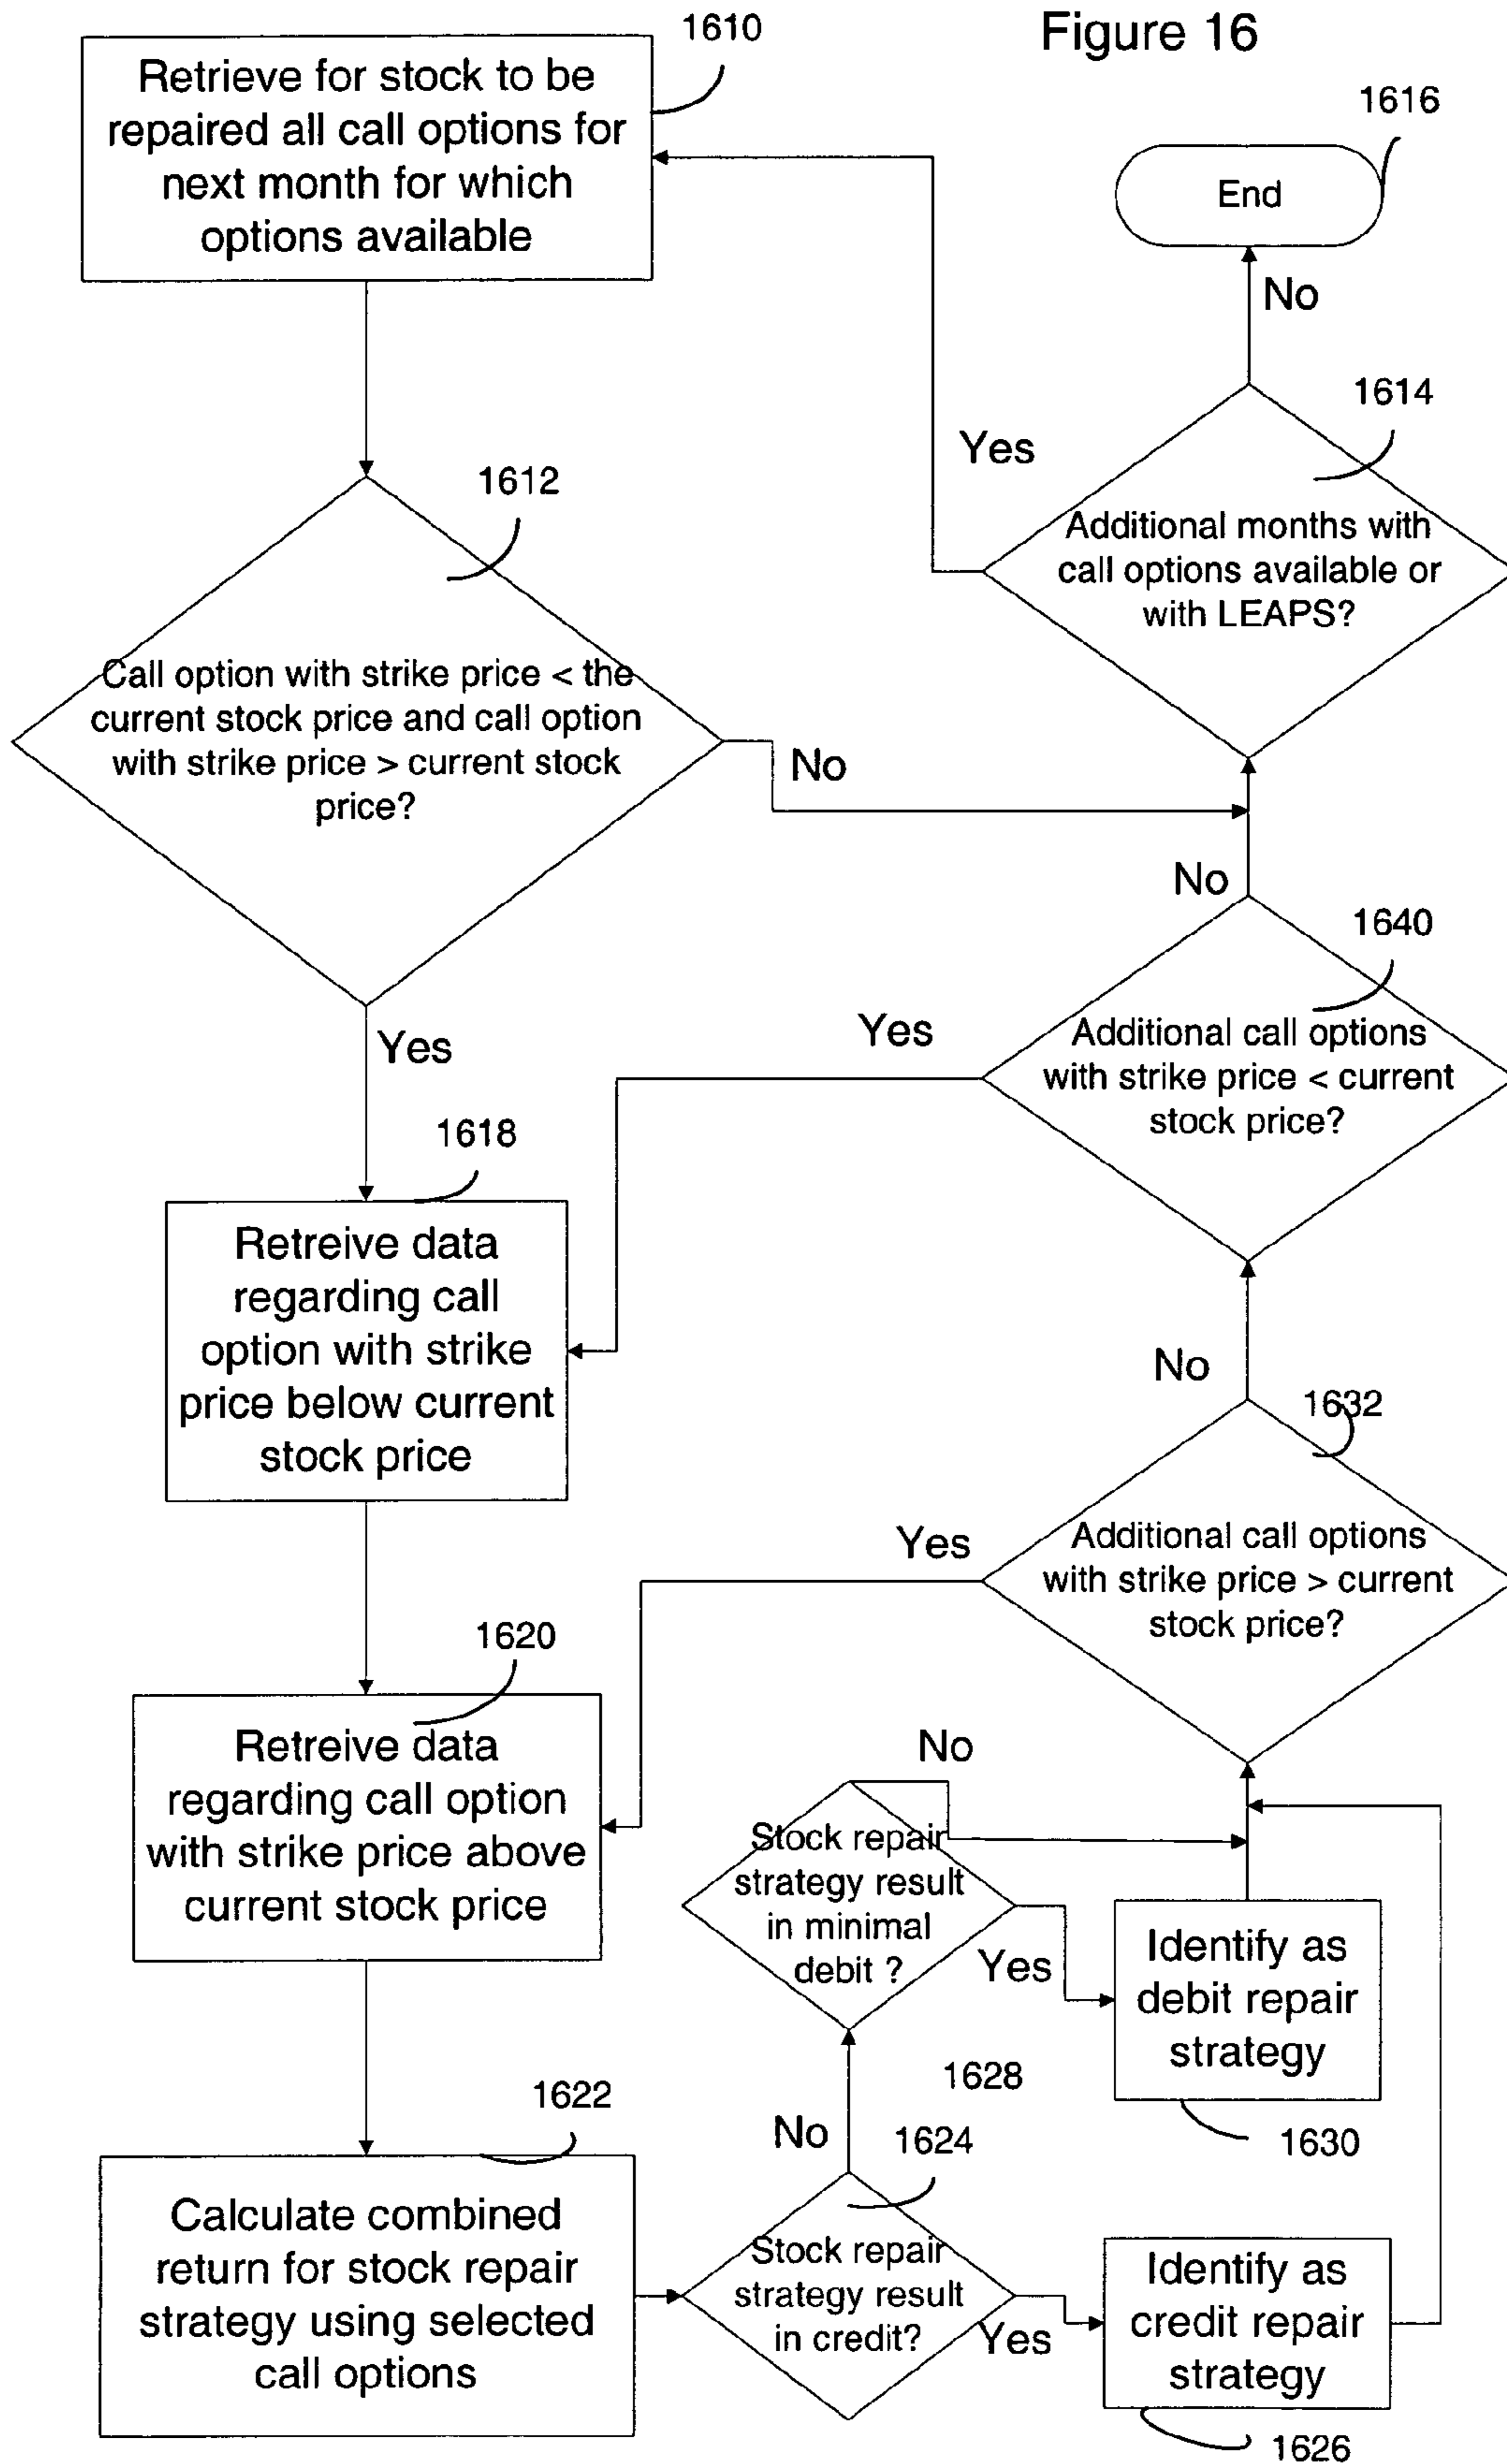 Figure 16
1610
Retrieve for stock to be
repaired all call options for
next month for which
options available
1616
End
No
1614
Yes
Additional months with
call options available or
with LEAPS?
1612
Call option with strike price < the
current stock price and call option
with strike price > current stock
price?
No
No
1640
Yes
Additional call options
with strike price < current
stock price?
Yes
1618
Retreive data
regarding call
option with strike
price below current
stock price
No
1632
Yes
Additional call options
with strike price > current
stock price?
1620
Retreive data
regarding call option
with strike price above
current stock price
No
Stock repair
strategy result
in minimal
debit ?
Yes
Identify as
debit repair
strategy
1628
1630
1622
No
1624
Calculate combined
return for stock repair
strategy using selected
call options
Stock repair
strategy result
in credit?
Yes
Identify as
credit repair
strategy
1626